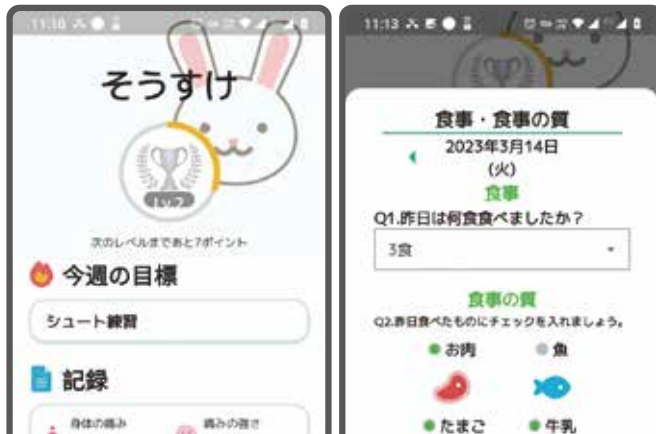 11:10
そうすけ
Lv.2
次のレベルまであと7ポイント
今週の目標
シュート練習
記録
身体の痛み
痛みの強さ
11:13
食事・食事の質
2023年3月14日
(火)
食事
Q1.昨日は何食食べましたか？
3食
食事の質
Q2.昨日食べたものにチェックを入れましょう。
お肉 魚
たまご 牛乳